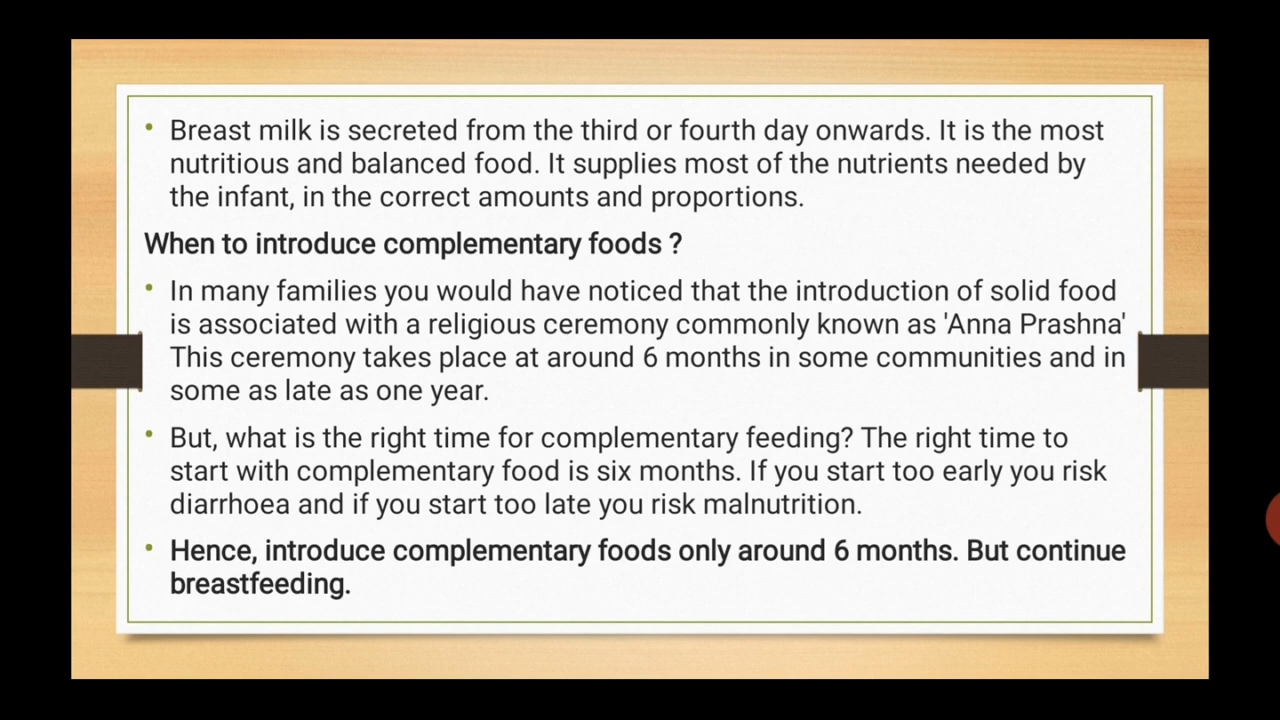 • Breast milk is secreted from the third or fourth day onwards. It is the most
nutritious and balanced food. It supplies most of the nutrients needed by
the infant, in the correct amounts and proportions.
When to introduce complementary foods ?
• In many families you would have noticed that the introduction of solid food
is associated with a religious ceremony commonly known as 'Anna Prashna'
This ceremony takes place at around 6 months in some communities and in
some as late as one year.
• But, what is the right time for complementary feeding? The right time to
start with complementary food is six months. If you start too early you risk
diarrhoea and if you start too late you risk malnutrition.
• Hence, introduce complementary foods only around 6 months. But continue
breastfeeding.